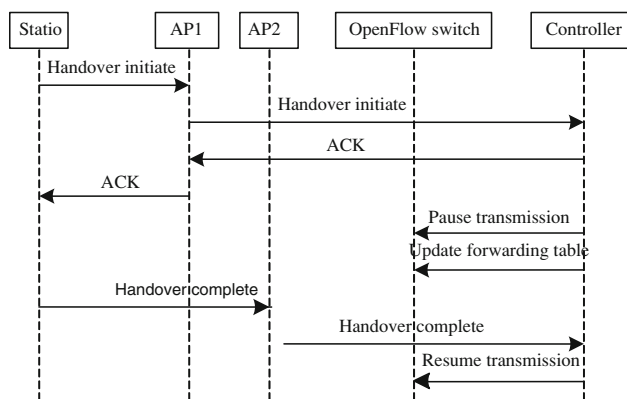 Statio
AP1
AP2
OpenFlow switch
Controller
Handover initiate
Handover initiate
ACK
ACK
Pause transmission
Update forwarding table
Handover complete
Handover complete
Resume transmission